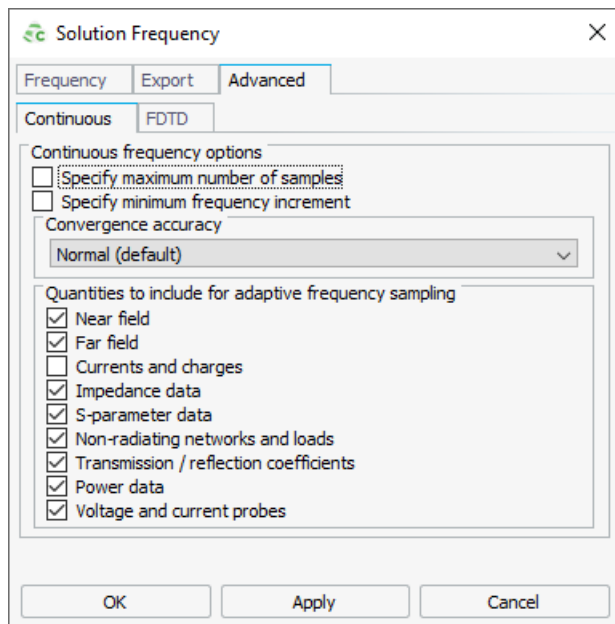 Solution Frequency
Frequency Export Advanced
Continuous FDTD
Continuous frequency options
Specify maximum number of samples
Specify minimum frequency increment
Convergence accuracy
Normal (default)
Quantities to include for adaptive frequency sampling
Near field
Far field
Currents and charges
Impedance data
S-parameter data
Non-radiating networks and loads
Transmission / reflection coefficients
Power data
Voltage and current probes
OK Apply Cancel